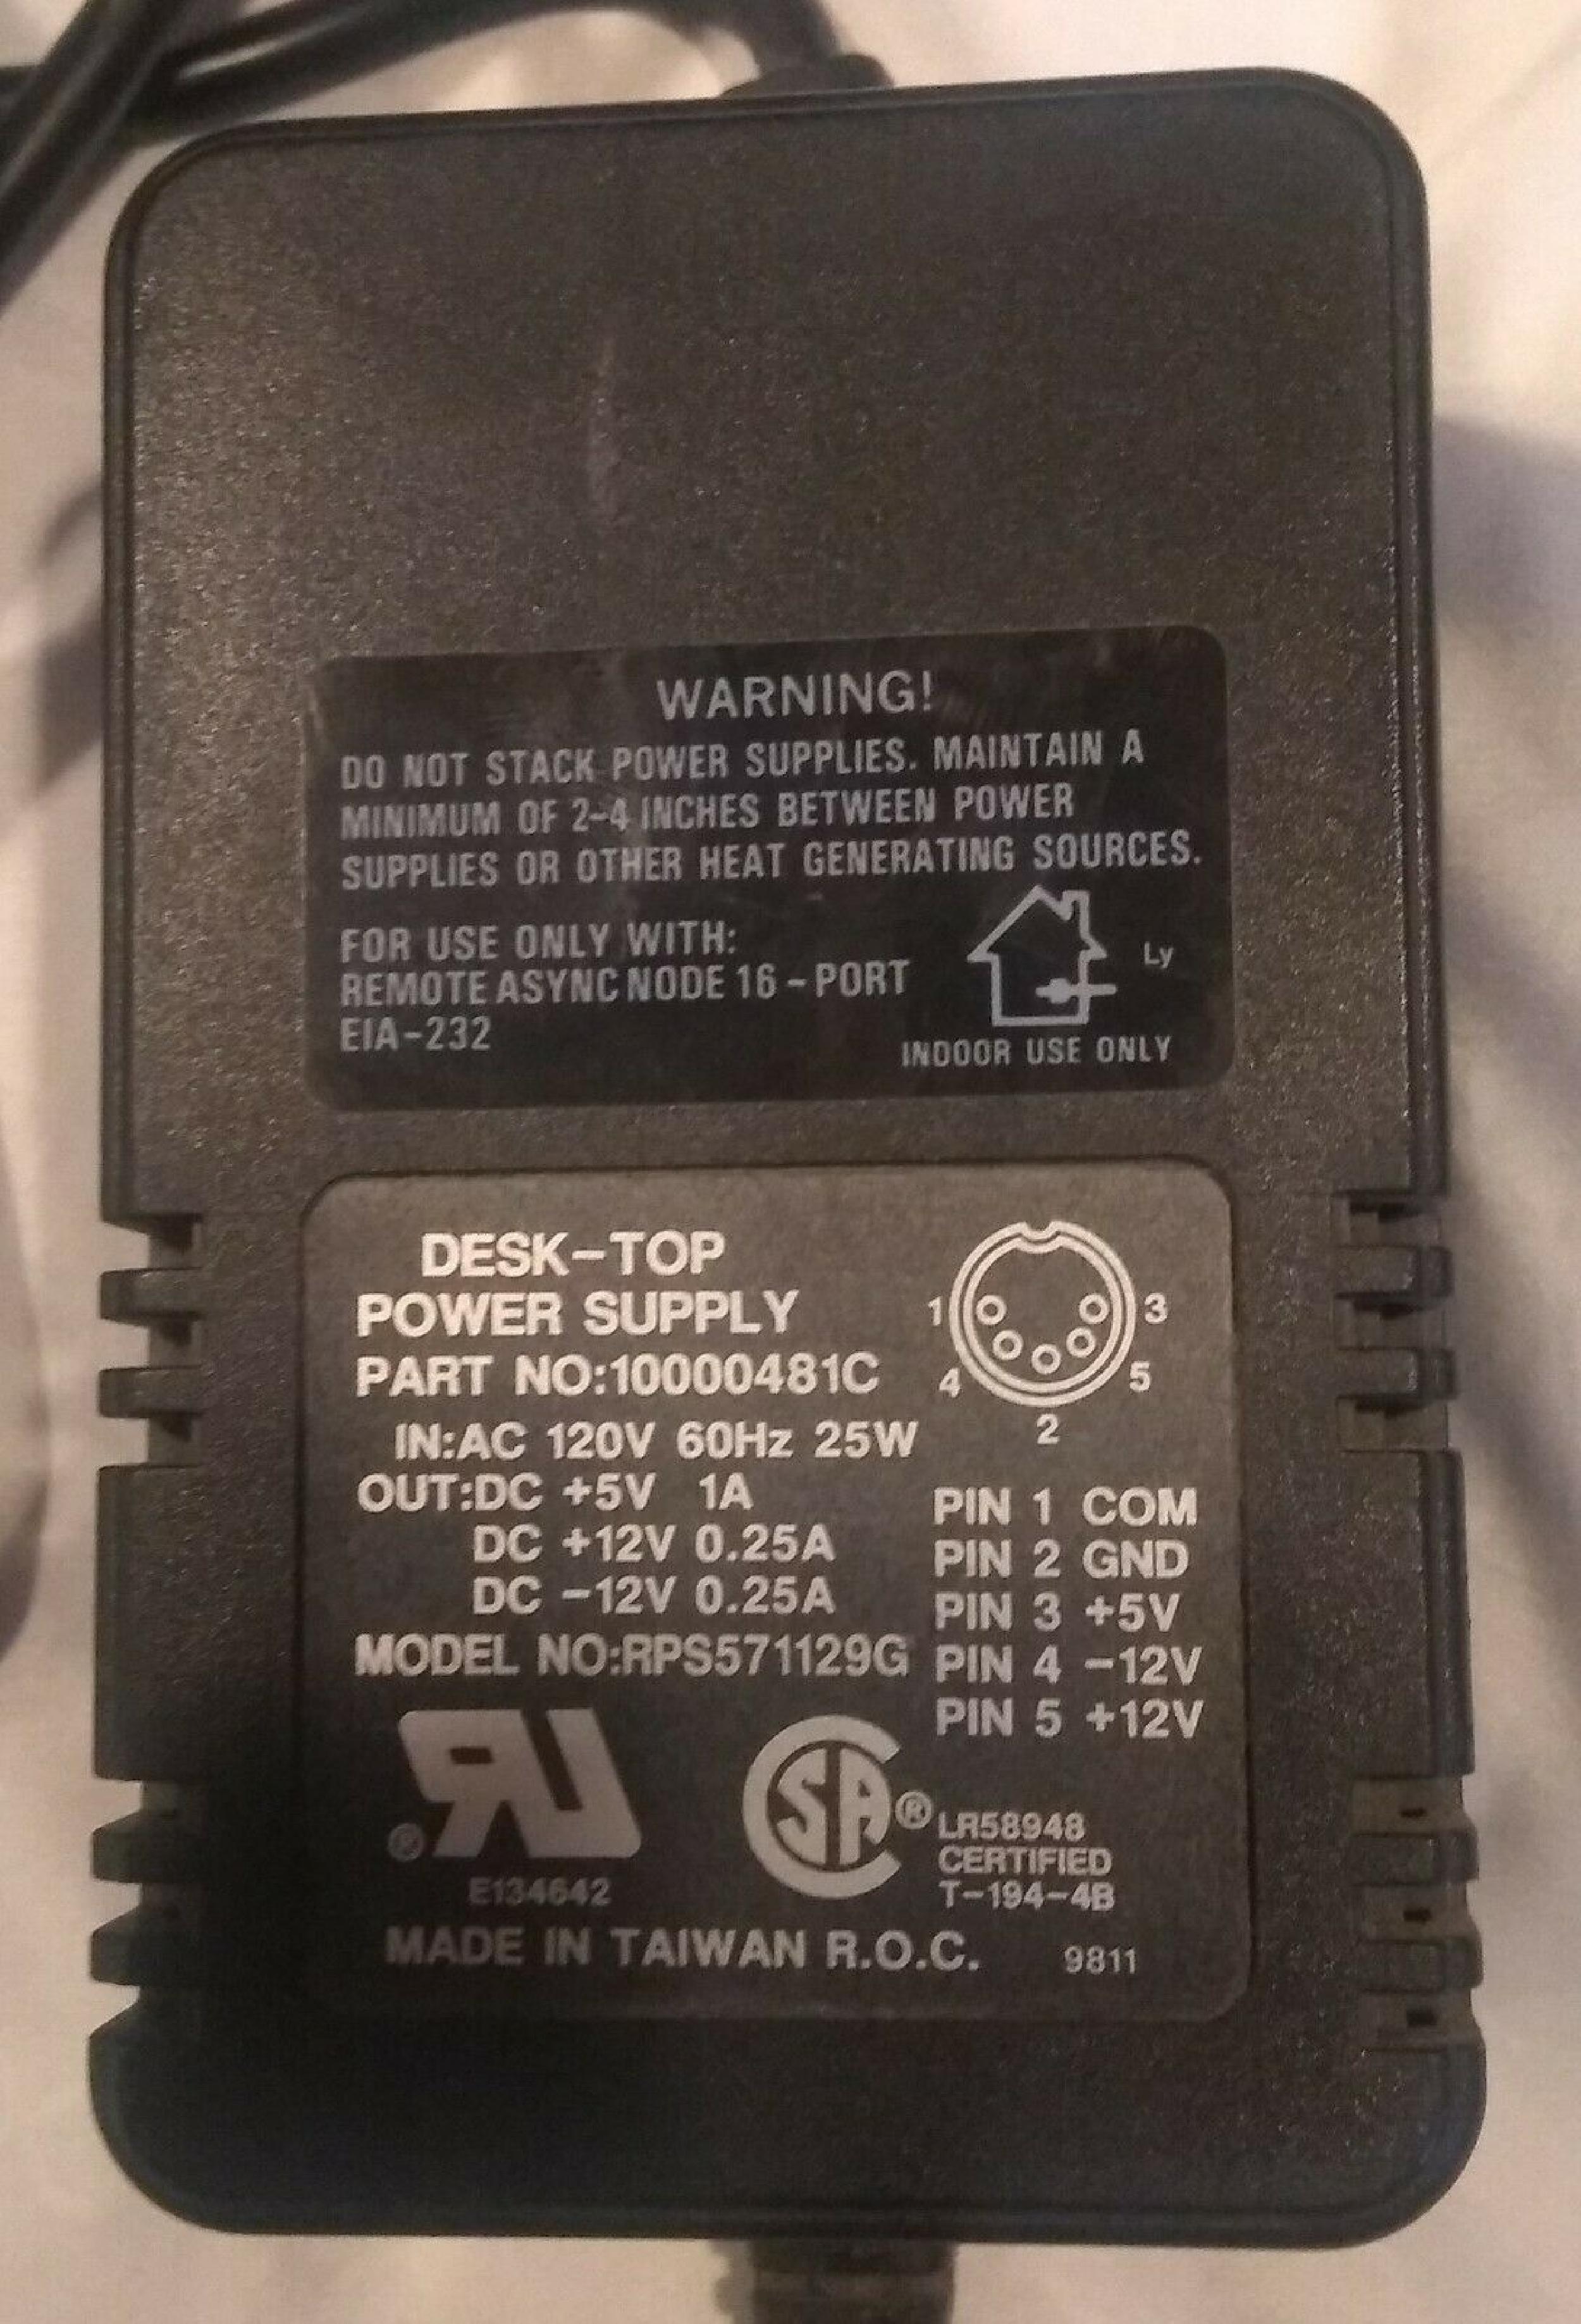 WARNING!
DO NOT STACK POWER SUPPLIES. MAINTAIN A
MINIMUM OF 2-4 INCHES BETWEEN POWER
SUPPLIES OR OTHER HEAT GENERATING SOURCES.
FOR USE ONLY WITH:
REMOTE ASYNC NODE 16-PORT
EIA-232
Ly
INDOOR USE ONLY
DESK-TOP
POWER SUPPLY
PART NO:10000481C
IN:AC 120V 60Hz 25W
OUT:DC +5V 1A
DC +12V 0.25A
DC -12V 0.25A
MODEL NO:RPS571129G
1 3
4 5
2
PIN 1 COM
PIN 2 GND
PIN 3 +5V
PIN 4 -12V
PIN 5 +12V
RU ®
E134642
SA ®
LR58948
CERTIFIED
T-194-4B
MADE IN TAIWAN R.O.C. 9811